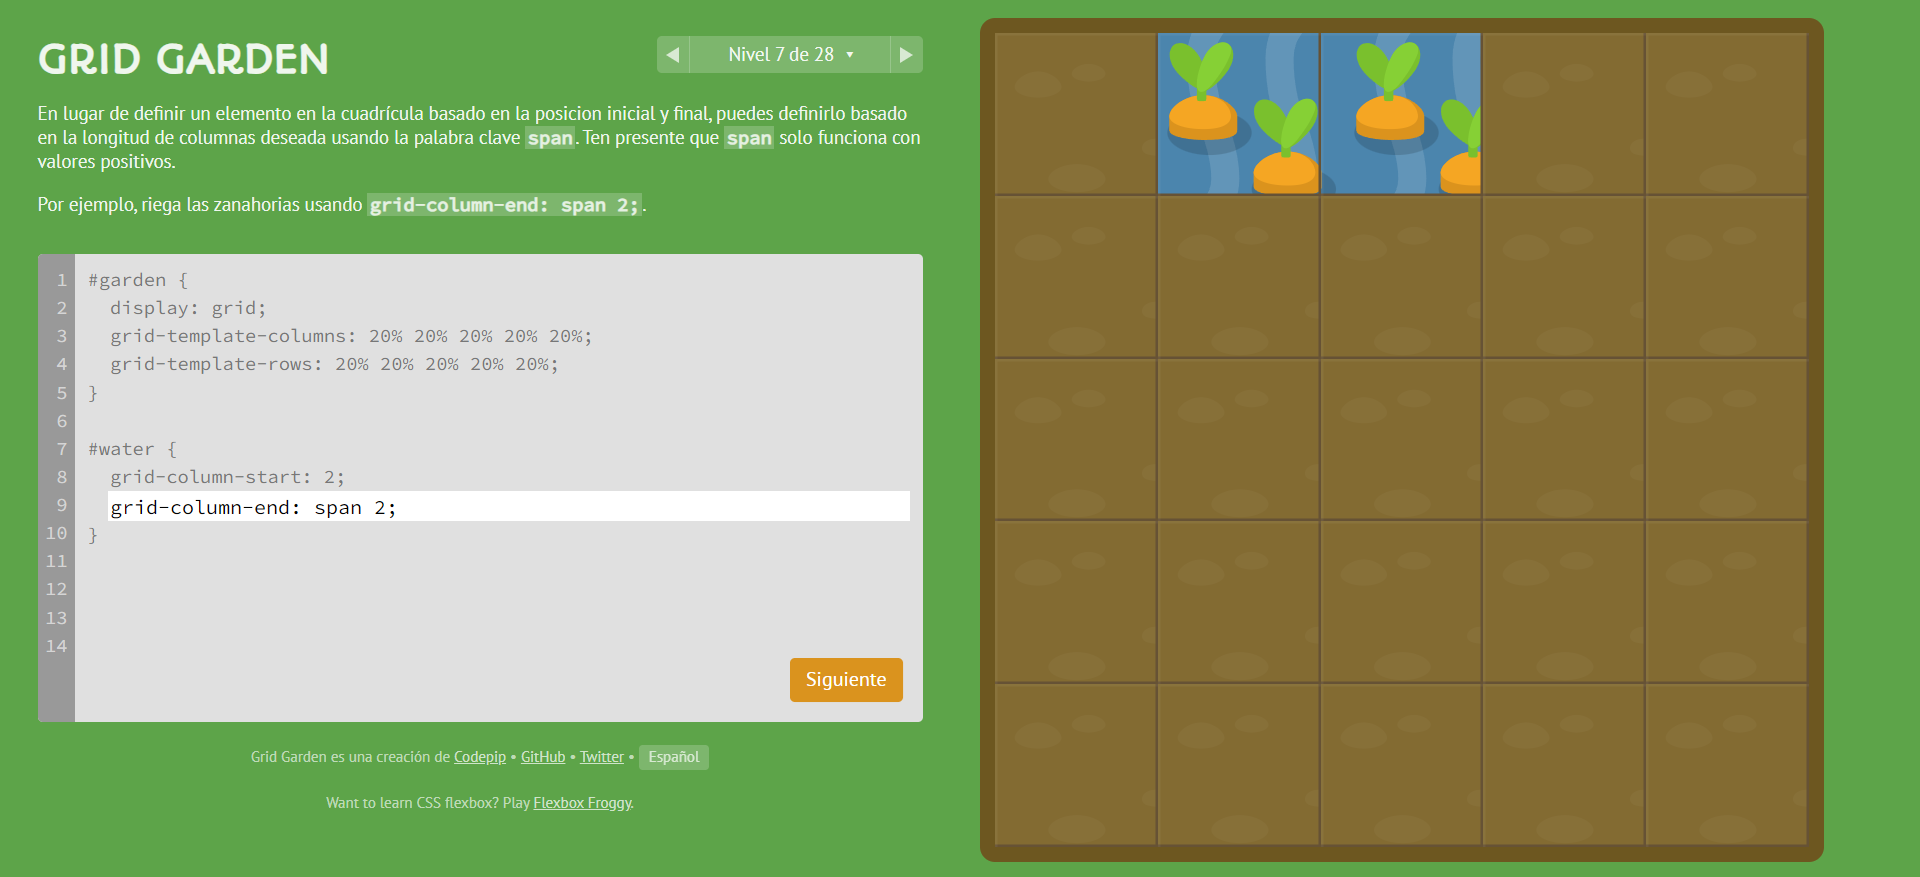 GRID GARDEN
Nivel 7 de 28
En lugar de definir un elemento en la cuadrícula basado en la posicion inicial y final, puedes definirlo basado
en la longitud de columnas deseada usando la palabra clave span. Ten presente que span solo funciona con
valores positivos.
Por ejemplo, riega las zanahorias usando grid-column-end: span 2;.
1 #garden {
2 display: grid;
3 grid-template-columns: 20% 20% 20% 20% 20%;
4 grid-template-rows: 20% 20% 20% 20% 20%;
5 }
6
7 #water {
8 grid-column-start: 2;
9 grid-column-end: span 2;
10 }
11
12
13
14
Siguiente
Grid Garden es una creación de Codepip • GitHub • Twitter • Español
Want to learn CSS flexbox? Play Flexbox Froggy.